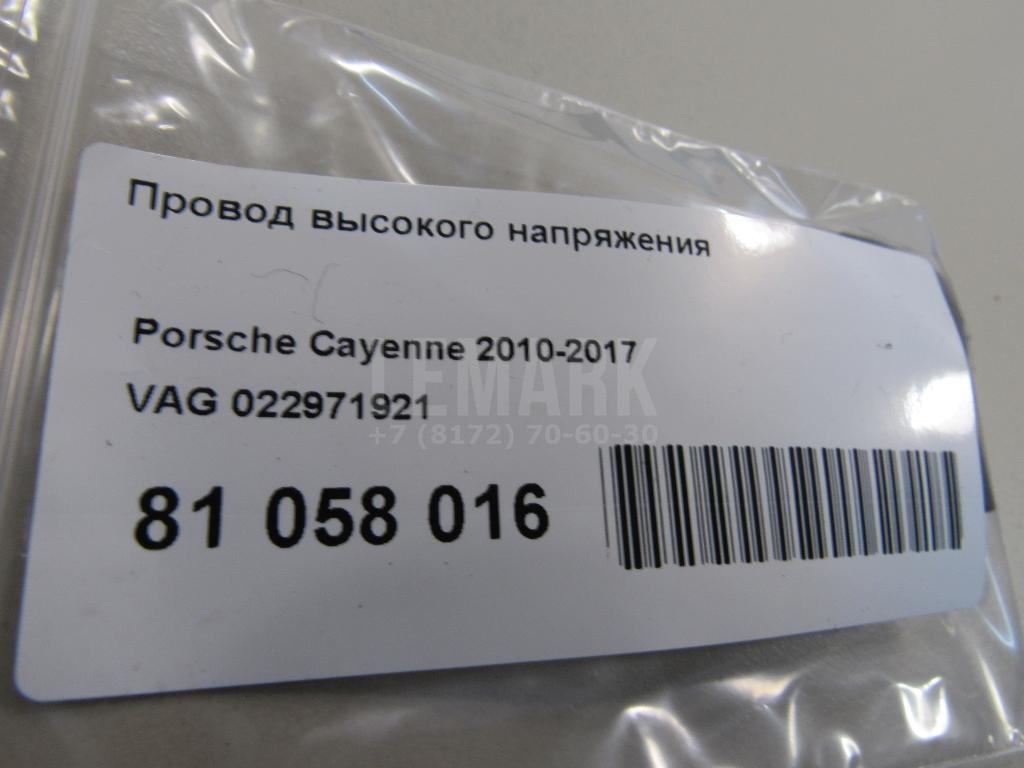 Провод высокого напряжения
Porsche Cayenne 2010-2017
LEMARK
VAG 022971921
+7 (8172) 70-60-30
81 058 016